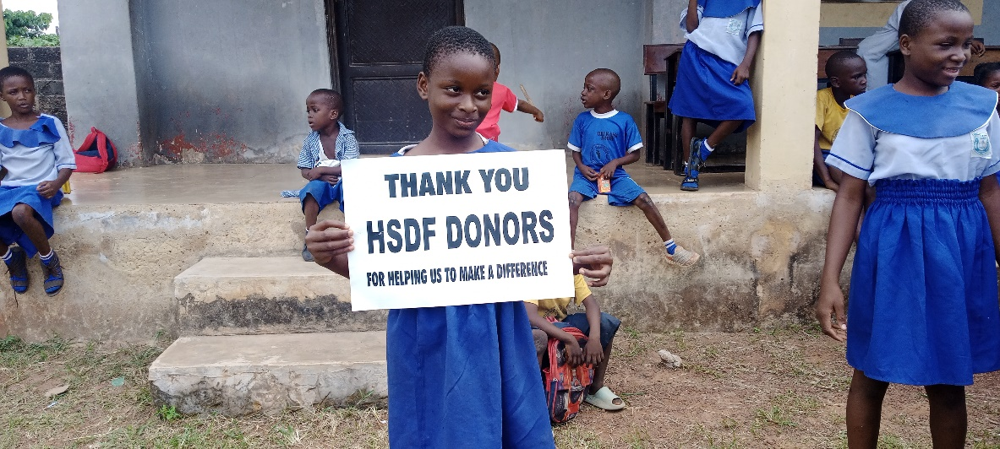 THANK YOU
HSDF DONORS
FOR HELPING US TO MAKE A DIFFERENCE